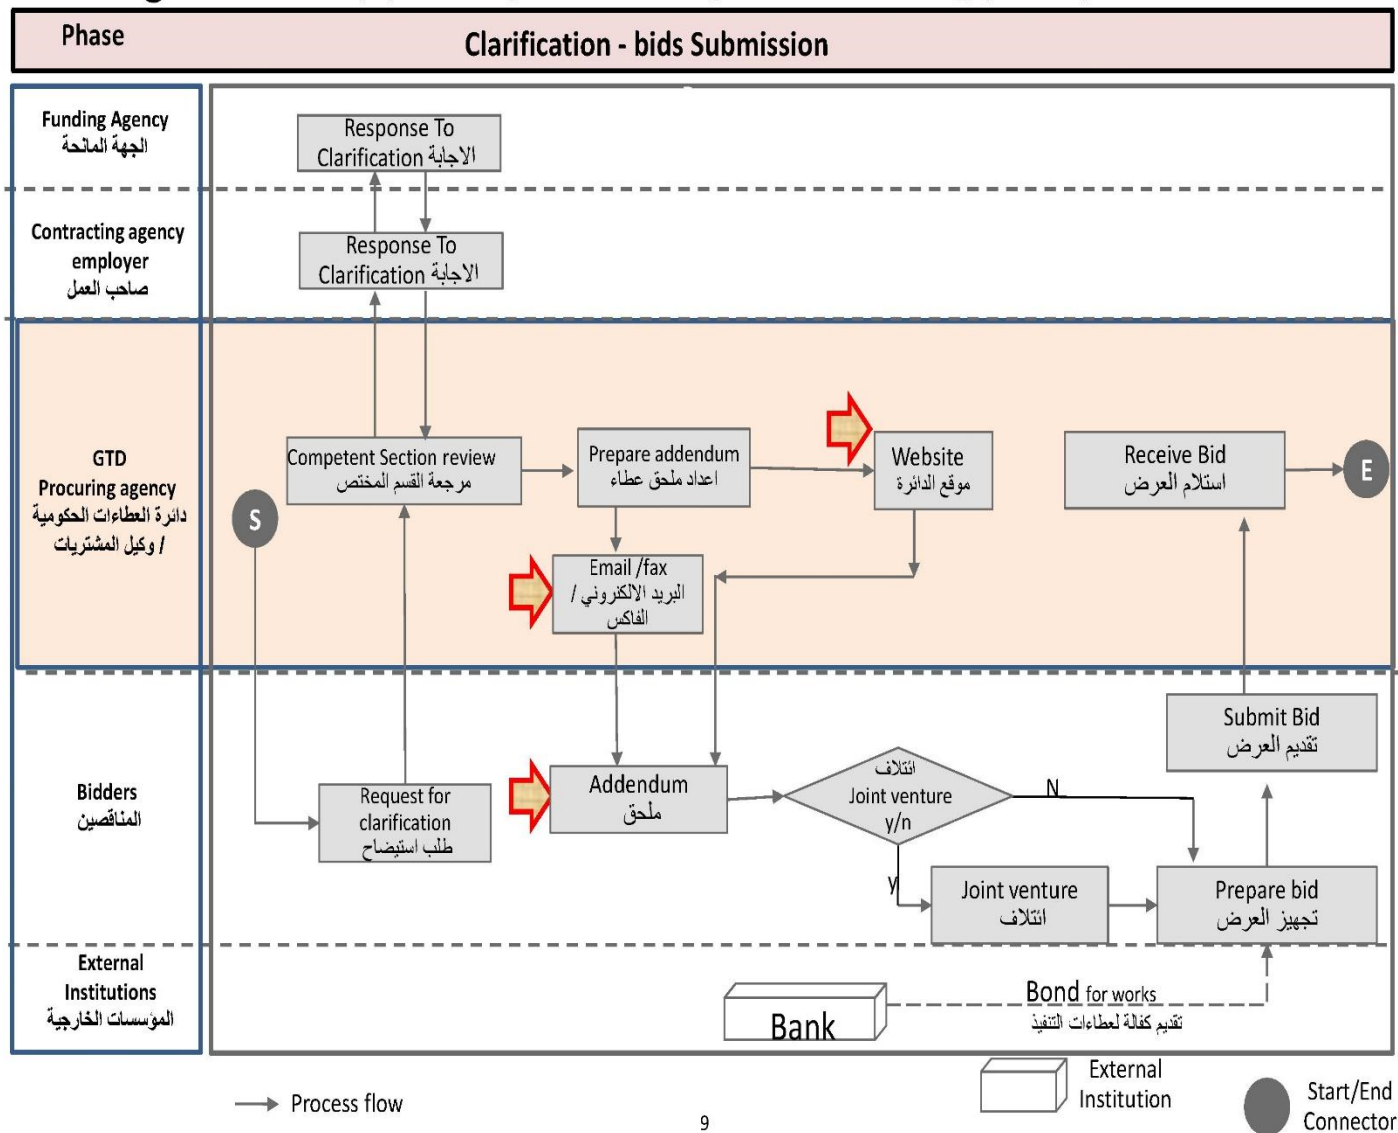 Phase
Clarification - bids Submission
Funding Agency
الجهة المانحة
Response To
Clarification الاجابة
Contracting agency
employer
صاحب العمل
Response To
Clarification الاجابة
GTD
Procuring agency
دائرة العطاءات الحكومية
/ وكيل المشتريات
S
Competent Section review
مرجعة القسم المختص
Prepare addendum
اعداد ملحق عطاء
Website
موقع الدائرة
Receive Bid
استلام العرض
E
Email /fax
البريد الالكتروني /
الفاكس
Bidders
المناقصين
Request for
clarification
طلب استيضاح
Addendum
ملحق
ائتلاف
Joint venture
y/n
N
y
Submit Bid
تقديم العرض
Joint venture
ائتلاف
Prepare bid
تجهيز العرض
External
Institutions
المؤسسات الخارجية
Bank
Bond for works
تقديم كفالة لعطاءات التنفيذ
Process flow
External
Institution
Start/End
Connector
9